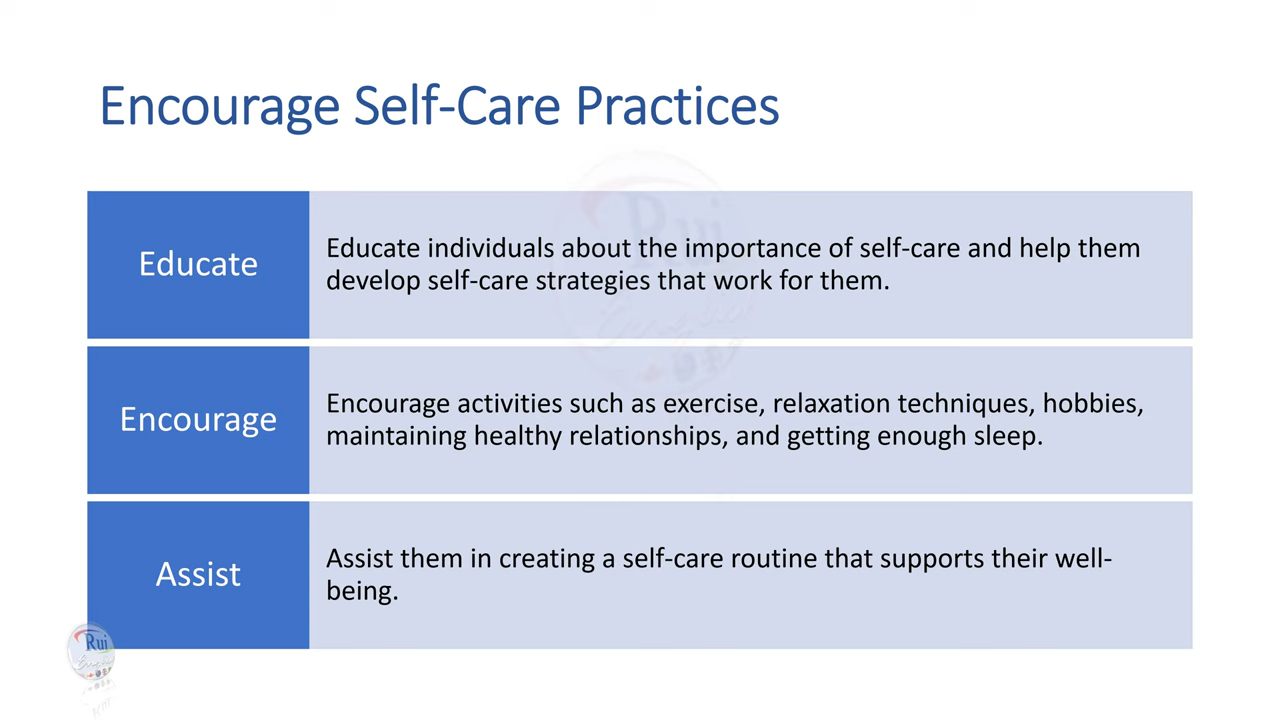 Encourage Self-Care Practices
Educate
Educate individuals about the importance of self-care and help them
develop self-care strategies that work for them.
Encourage
Encourage activities such as exercise, relaxation techniques, hobbies,
maintaining healthy relationships, and getting enough sleep.
Assist
Assist them in creating a self-care routine that supports their well-
being.
Rui
English
Rui